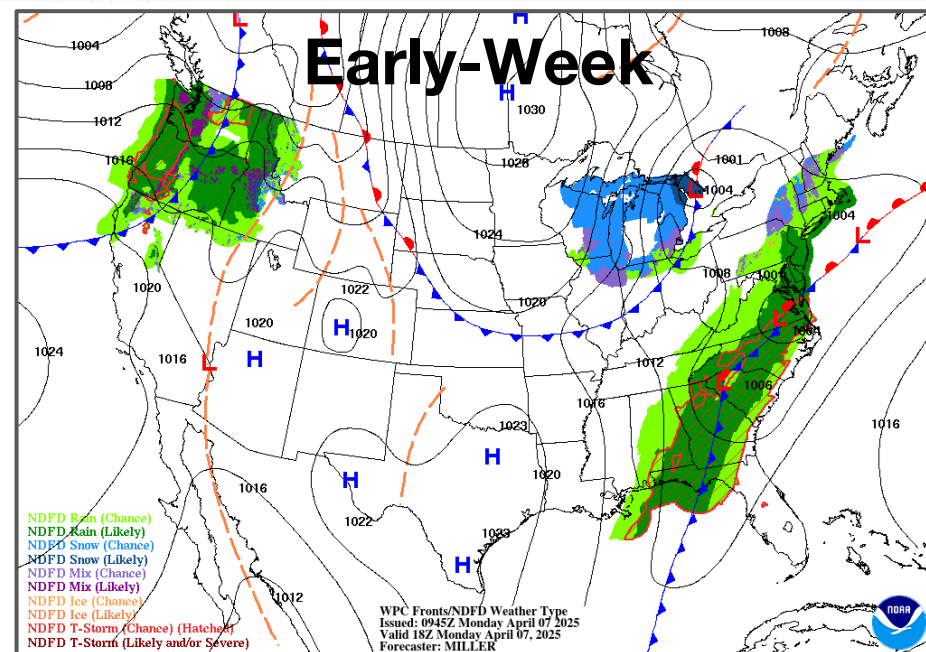 Early-Week
L
H
1008
1004
1008
H
1030
1012
1016
1028
1001
L
1004
1024
1004
L
1008
1004
1020
1022
1020
L
1004
1020
H
1020
1024
1016
H
L
1012
L
1006
1016
1023
1016
H
1020
H
1016
1022
1023
H
1012
NDFD Rain (Chance)
NDFD Rain (Likely)
NDFD Snow (Chance)
NDFD Snow (Likely)
NDFD Mix (Chance)
NDFD Mix (Likely)
NDFD Ice (Chance)
NDFD Ice (Likely)
NDFD T-Storm (Chance) (Hatched)
NDFD T-Storm (Likely and/or Severe)
WPC Fronts/NDFD Weather Type
Issued: 0945Z Monday April 07 2025
Valid 18Z Monday April 07, 2025
Forecaster: MILLER
NOAA